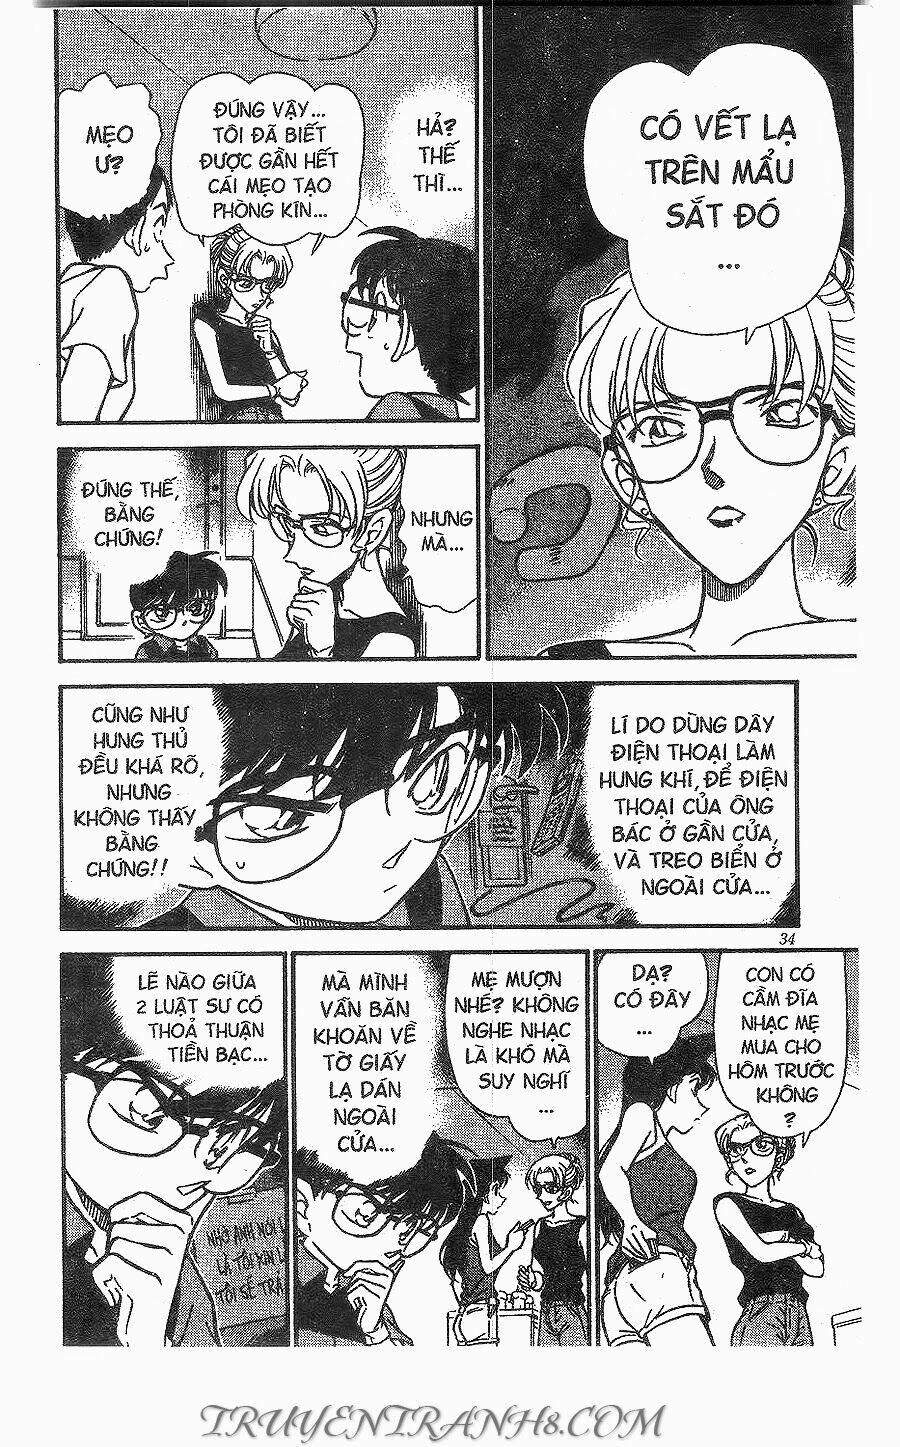 CÓ VẾT LẠ
TRÊN MẨU
SẮT ĐÓ
...
HẢ?
THẾ
THÌ...
ĐÚNG VẬY...
TÔI ĐÃ BIẾT
ĐƯỢC GẦN HẾT
CÁI MẸO TẠO
PHÒNG KÍN...
MẸO
Ư?
NHƯNG
MÀ...
ĐÚNG THẾ,
BẰNG
CHỨNG!
LÍ DO DÙNG DÂY
ĐIỆN THOẠI LÀM
HUNG KHÍ, ĐỂ ĐIỆN
THOẠI CỦA ÔNG
BÁC Ở GẦN CỬA,
VÀ TREO BIỂN Ở
NGOÀI CỬA...
CŨNG NHƯ
HUNG THỦ
ĐỀU KHÁ RÕ,
NHƯNG
KHÔNG THẤY
BẰNG
CHỨNG!!
34
CON CÓ
CẦM ĐĨA
NHẠC MẸ
MUA CHO
HÔM TRƯỚC
KHÔNG
?
DẠ?
CÓ ĐÂY
...
MẸ MƯỢN
NHÉ? KHÔNG
NGHE NHẠC
LÀ KHÓ MÀ
SUY NGHĨ
...
MÀ MÌNH
VẪN BĂN
KHOĂN VỀ
TỜ GIẤY
LẠ DÁN
NGOÀI
CỬA...
LẼ NÀO GIỮA
2 LUẬT SƯ CÓ
THOẢ THUẬN
TIỀN BẠC...
TRUYENTRANH8.COM